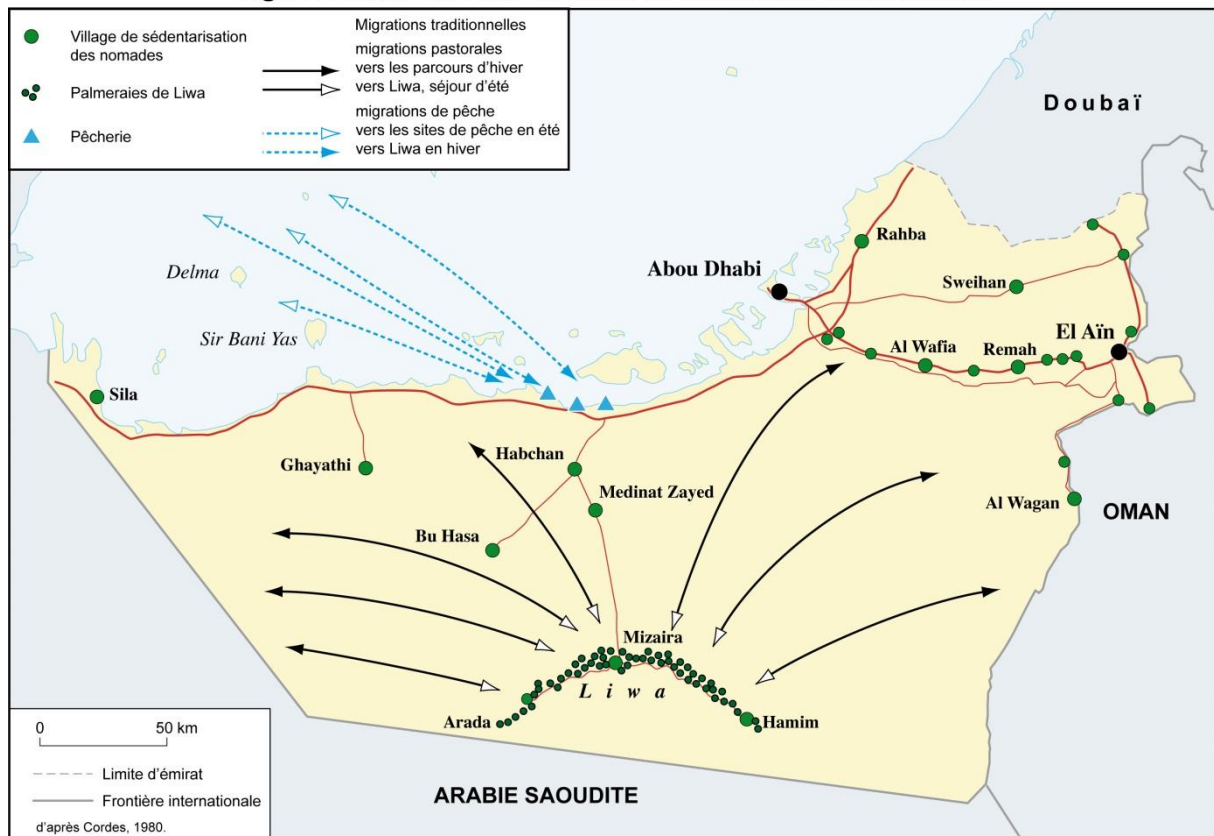 Village de sédentarisation
des nomades
Palmeraies de Liwa
Pêcherie
Migrations traditionnelles
migrations pastorales
vers les parcours d'hiver
vers Liwa, séjour d'été
migrations de pêche
vers les sites de pêche en été
vers Liwa en hiver
Doubaï
Rahba
Abou Dhabi
Delma
Sweihan
Sir Bani Yas
El Aïn
Al Wafia
Remah
Sila
Habchan
Ghayathi
Medinat Zayed
Al Wagan
OMAN
Bu Hasa
Mizaira
Liwa
Arada
Hamim
0 50 km
Limite d'émirat
Frontière internationale
d'après Cordes, 1980.
ARABIE SAOUDITE